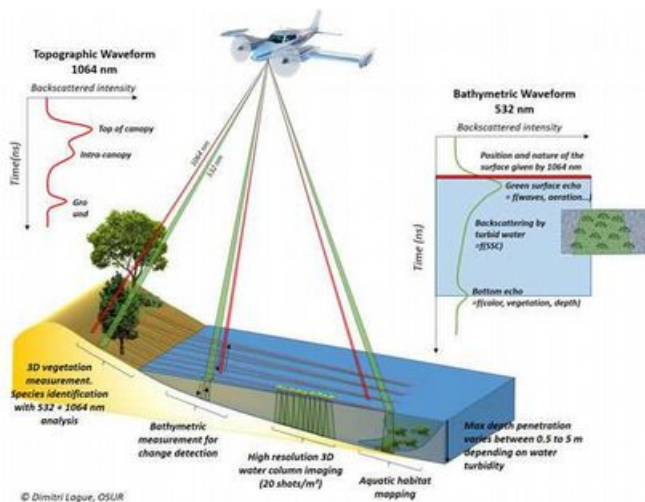 Topographic Waveform
1064 nm
Backscattered intensity
Time(ns)
Top of canopy
Intra-canopy
Gro
und
1064 nm
532 nm
Bathymetric Waveform
532 nm
Backscattered intensity
Position and nature of the
surface given by 1064 nm
Green surface echo
= f(waves, aeration...)
Backscattering by
turbid water
=f(SSC)
Time (ns)
Bottom echo
=f(color, vegetation, depth)
3D vegetation
measurement.
Species identification
with 532 + 1064 nm
analysis
Bathymetric
measurement for
change detection
High resolution 3D
water column imaging
(20 shots/m²)
Aquatic habitat
mapping
Max depth penetration
varies between 0.5 to 5 m
depending on water
turbidity
© Dimitri Lague, OSUR